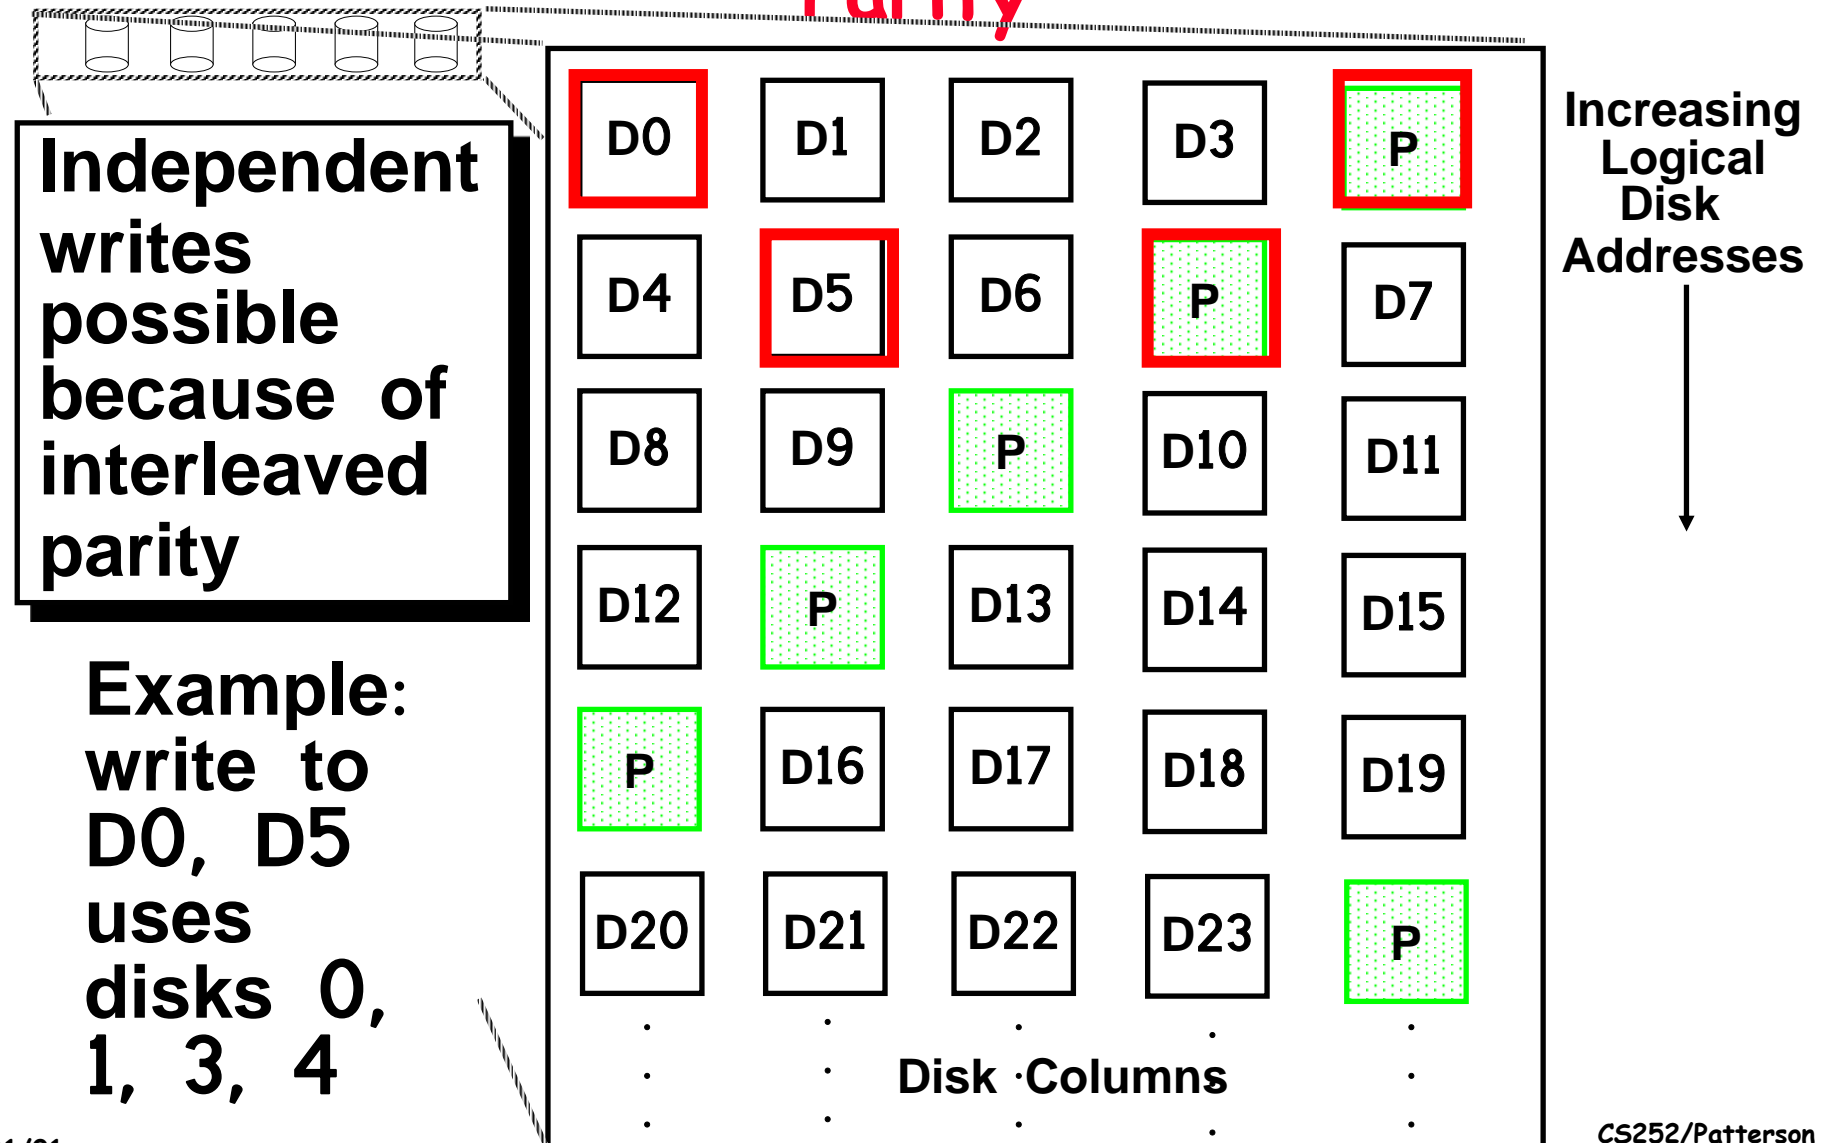 Parity
Independent
writes
possible
because of
interleaved
parity
Example:
write to
D0, D5
uses
disks 0,
1, 3, 4
D0 D1 D2 D3 P
D4 D5 D6 P D7
D8 D9 P D10 D11
D12 P D13 D14 D15
P D16 D17 D18 D19
D20 D21 D22 D23 P
Disk Columns
Increasing
Logical
Disk
Addresses
CS252/Patterson